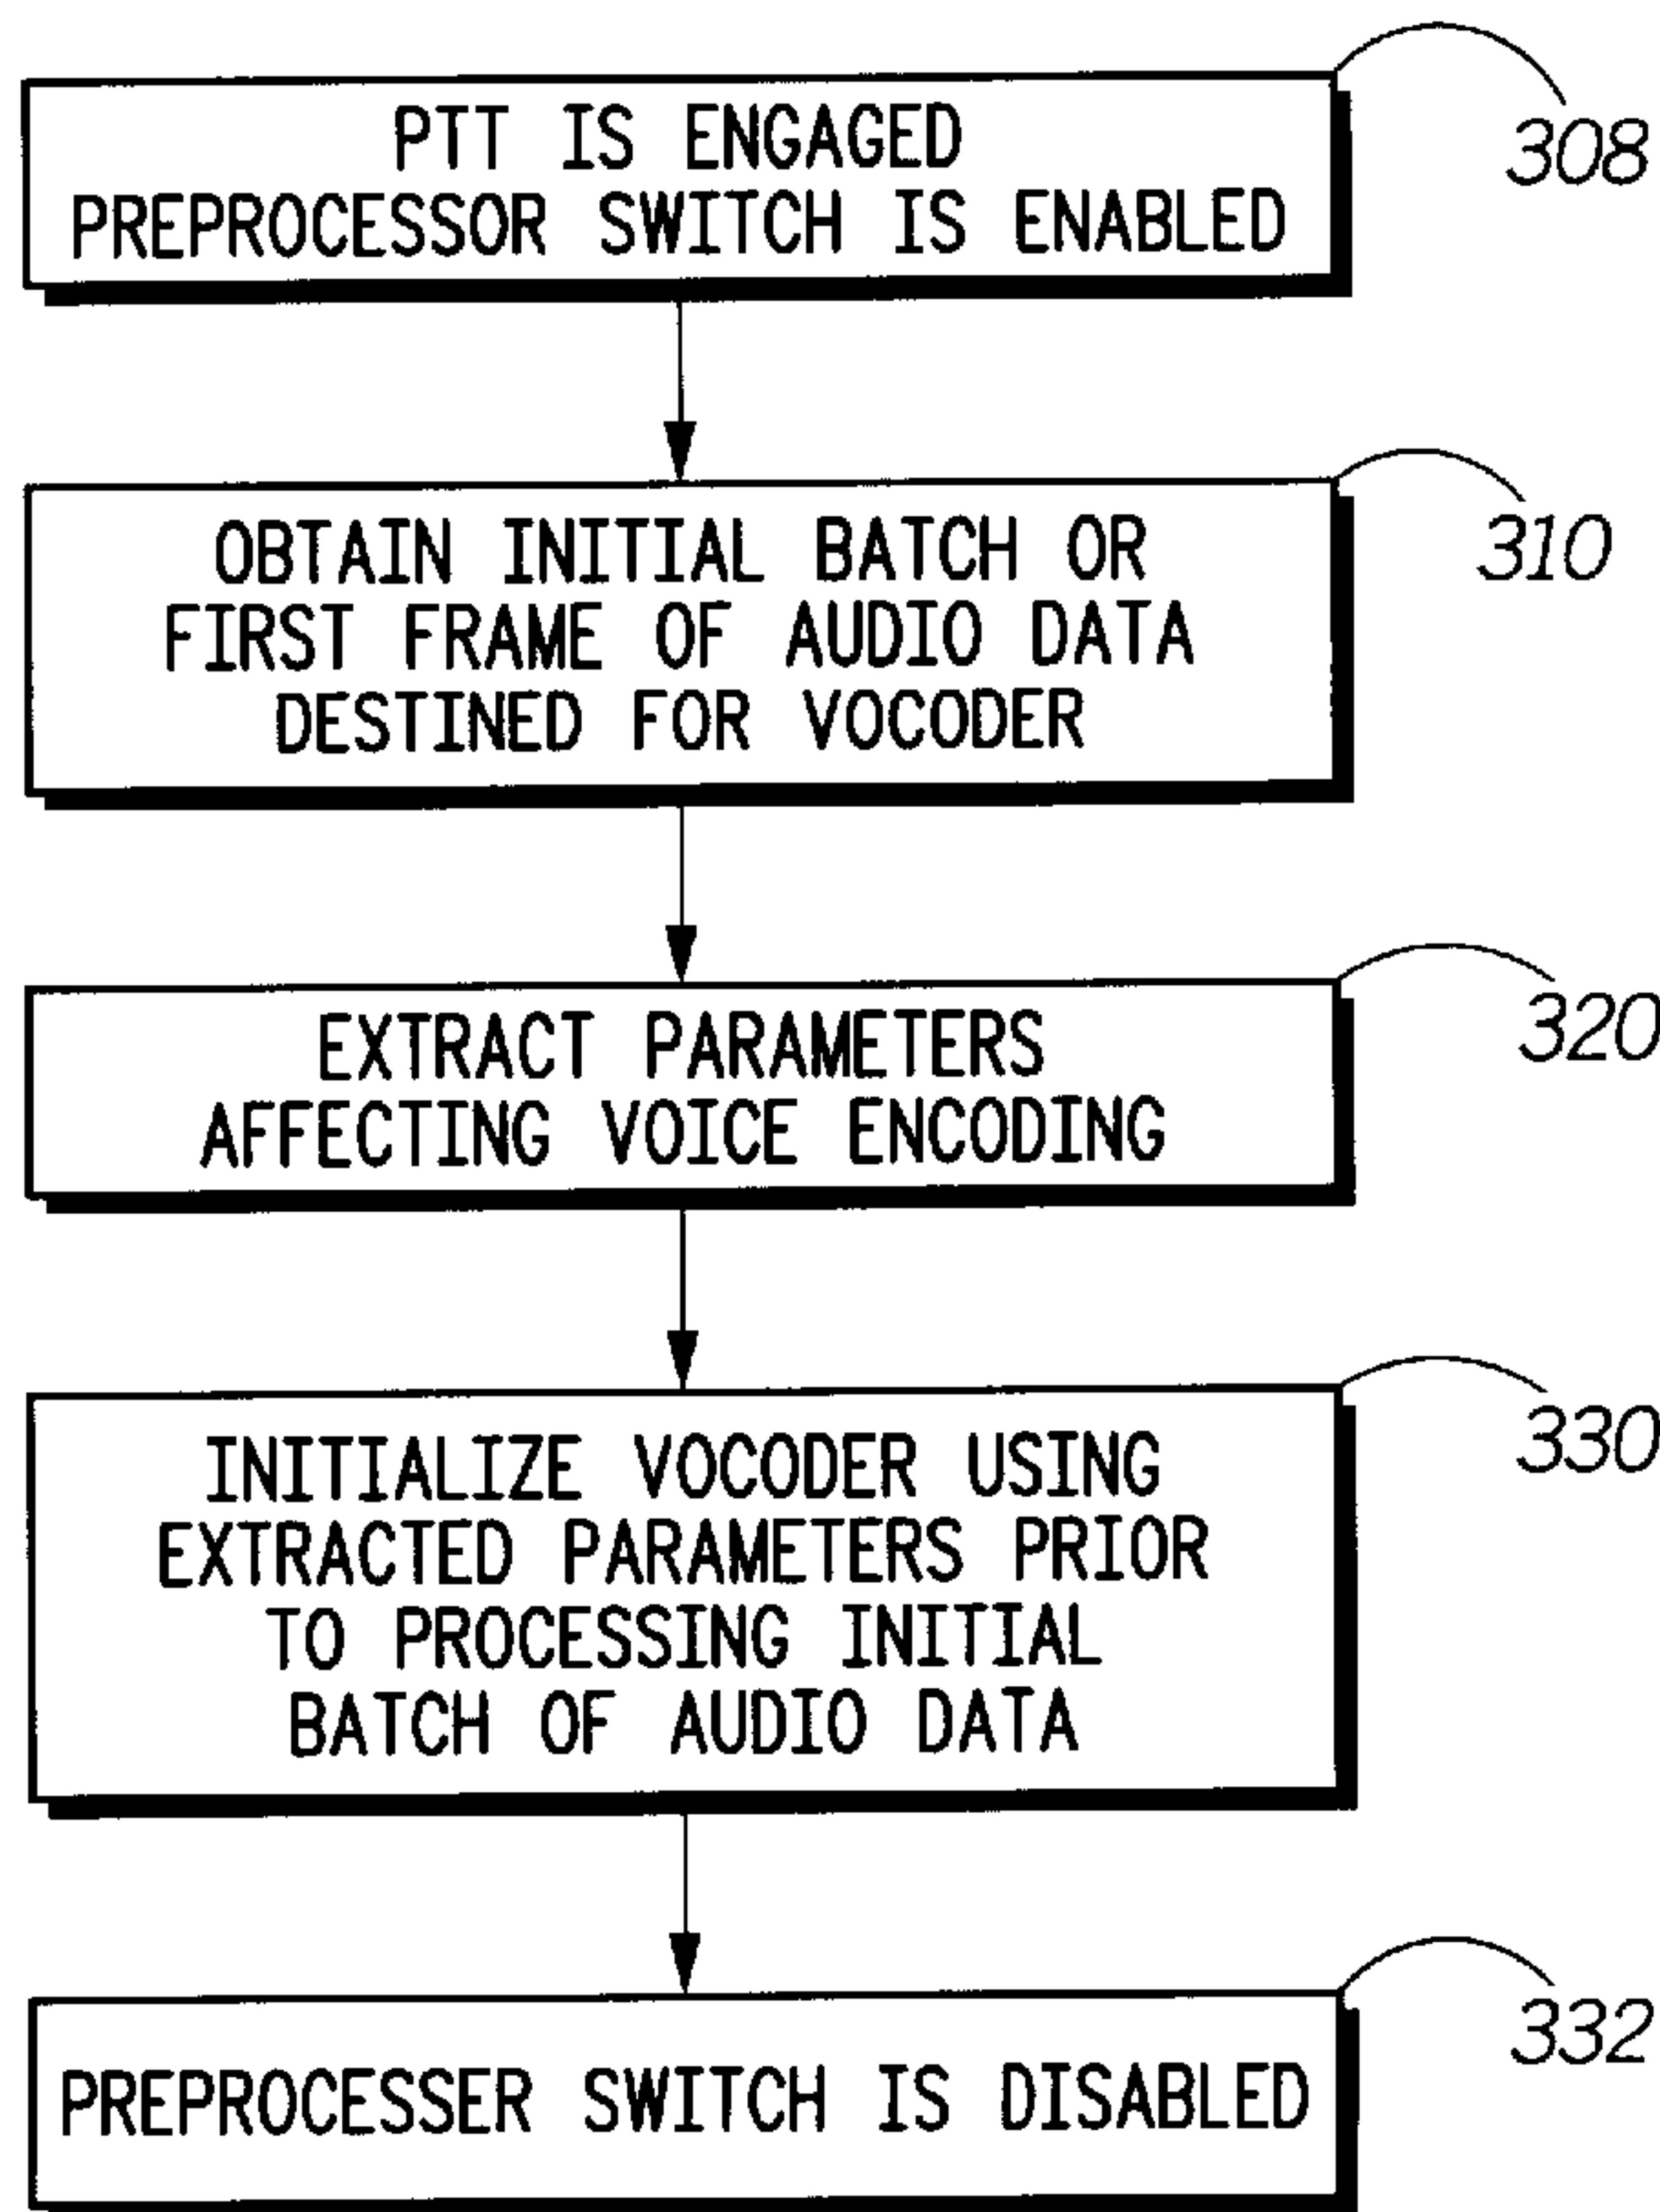 PTT IS ENGAGED
PREPROCESSOR SWITCH IS ENABLED
308
OBTAIN INITIAL BATCH OR
FIRST FRAME OF AUDIO DATA
DESTINED FOR VOCODER
310
EXTRACT PARAMETERS
AFFECTING VOICE ENCODING
320
INITIALIZE VOCODER USING
EXTRACTED PARAMETERS PRIOR
TO PROCESSING INITIAL
BATCH OF AUDIO DATA
330
PREPROCESSER SWITCH IS DISABLED
332